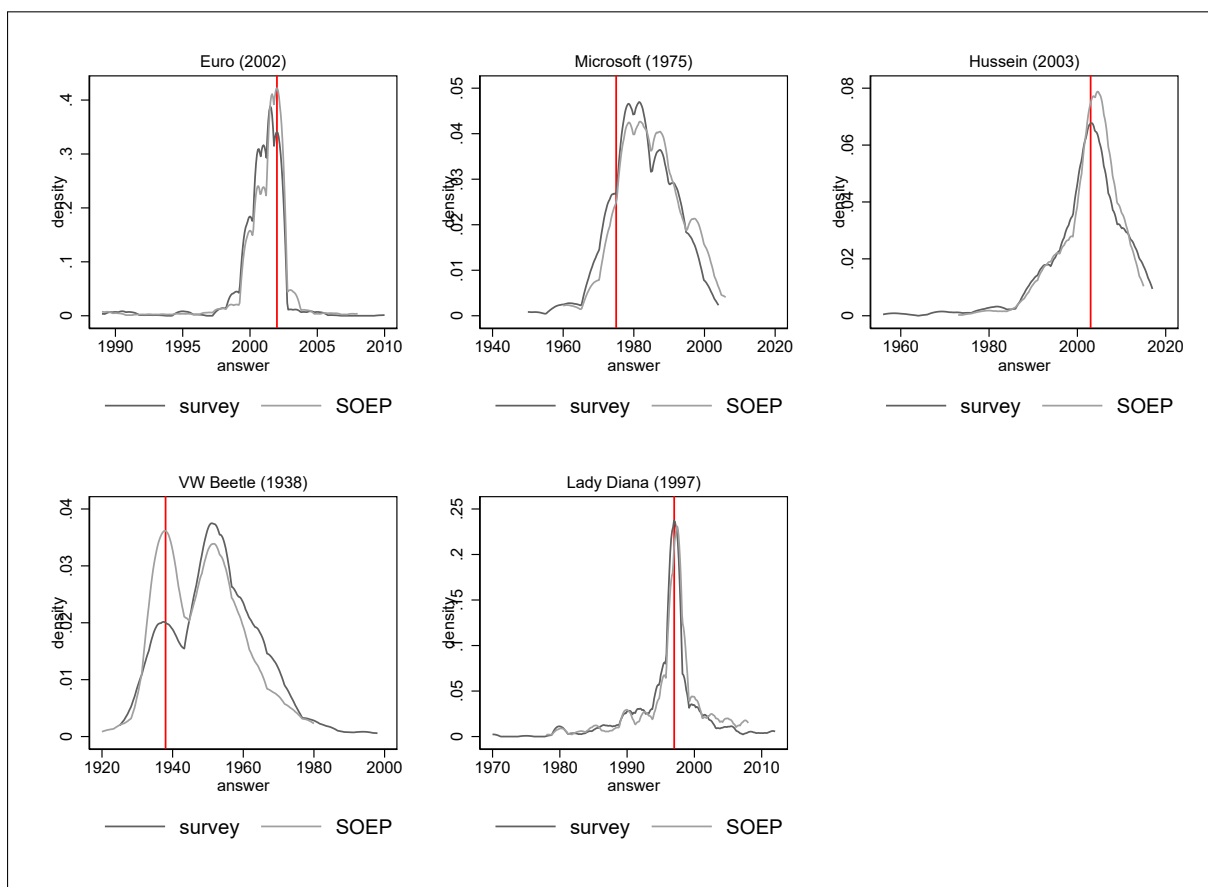 Euro (2002)
density
0 .1 .2 .3 .4
1990 1995 2000 2005 2010
answer
survey SOEP
Microsoft (1975)
density
0 .01 .02 .03 .04 .05
1940 1960 1980 2000 2020
answer
survey SOEP
Hussein (2003)
density
0 .02 .04 .06 .08
1960 1980 2000 2020
answer
survey SOEP
VW Beetle (1938)
density
0 .01 .02 .03 .04
1920 1940 1960 1980 2000
answer
survey SOEP
Lady Diana (1997)
density
0 .05 .1 .15 .2 .25
1970 1980 1990 2000 2010
answer
survey SOEP